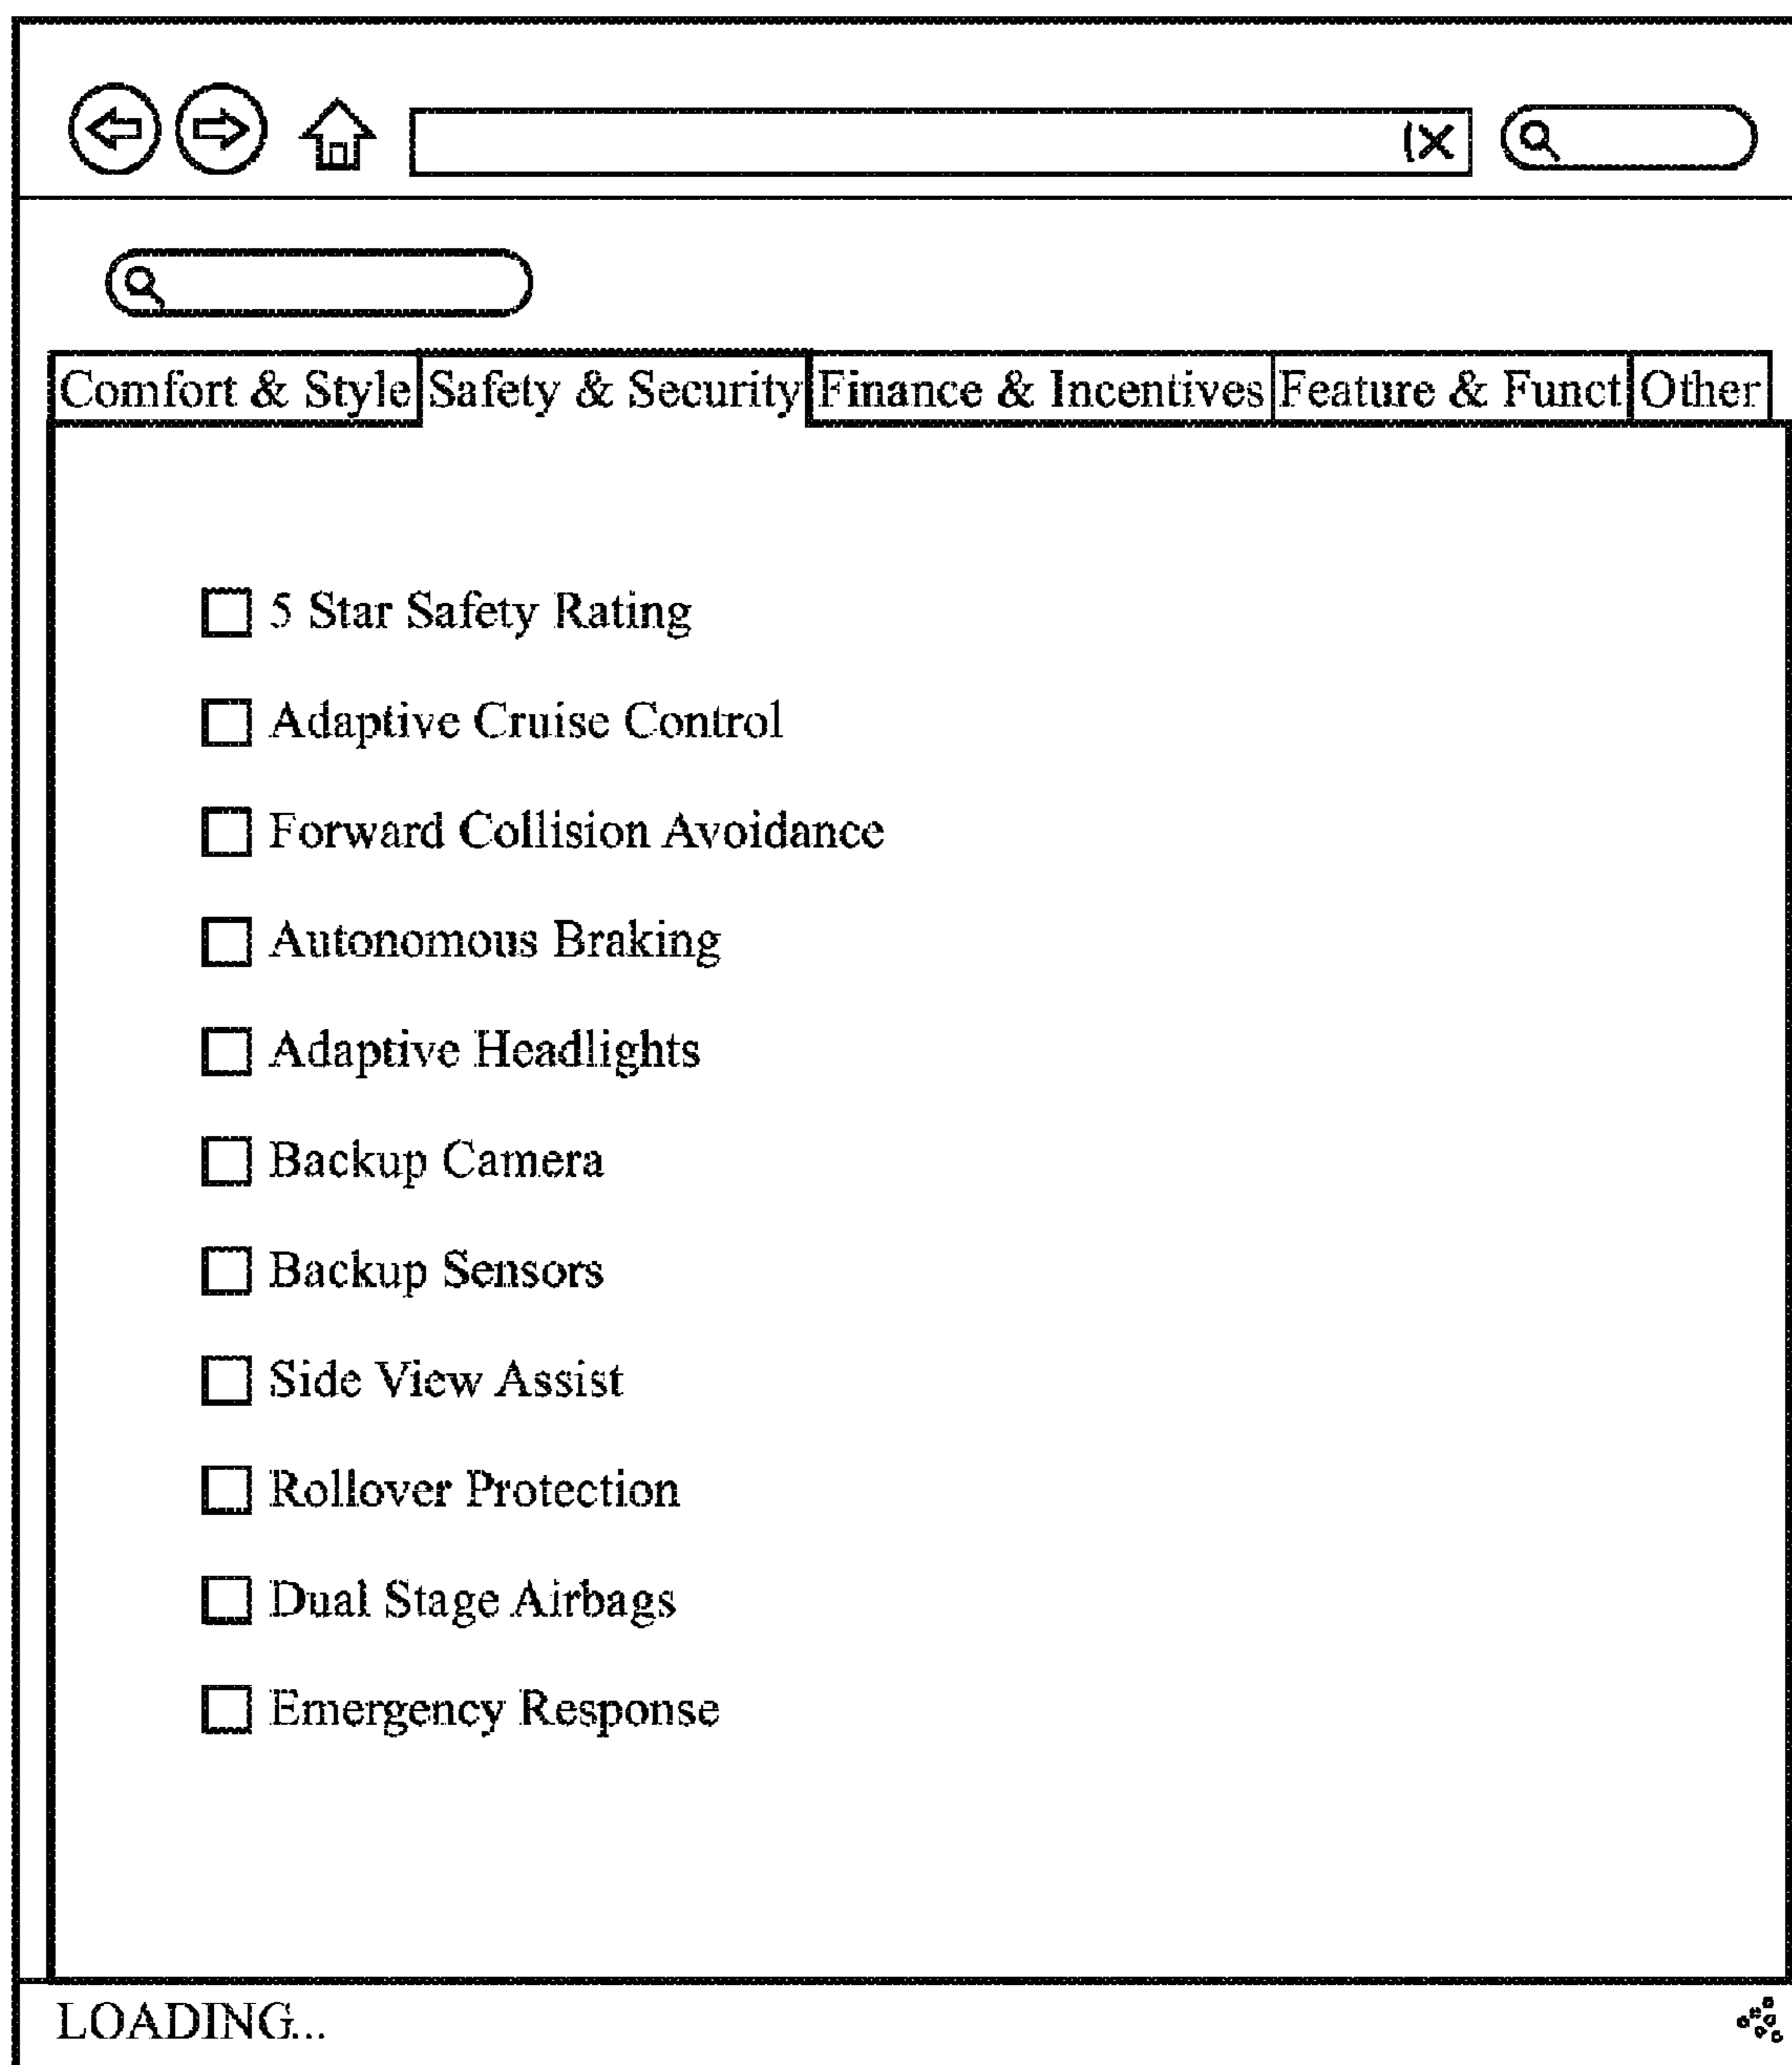 Comfort & Style Safety & Security Finance & Incentives Feature & Funct Other
5 Star Safety Rating
Adaptive Cruise Control
Forward Collision Avoidance
Autonomous Braking
Adaptive Headlights
Backup Camera
Backup Sensors
Side View Assist
Rollover Protection
Dual Stage Airbags
Emergency Response
LOADING...